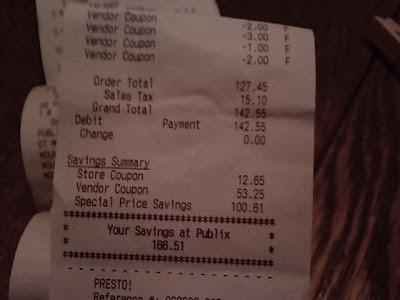 Vendor Coupon -2.00 F
Vendor Coupon -3.00 F
Vendor Coupon -1.00 F
Vendor Coupon -2.00 F
Order Total 127.45
Sales Tax 15.10
Grand Total 142.55
Debit Payment 142.55
Change 0.00
Savings Summary
Store Coupon 12.65
Vendor Coupon 53.25
Special Price Savings 100.61
**************************************
* Your Savings at Publix *
* 166.51 *
**************************************
- - - - - - - - - - - - - - - - - - -
PRESTO!
Reference #: